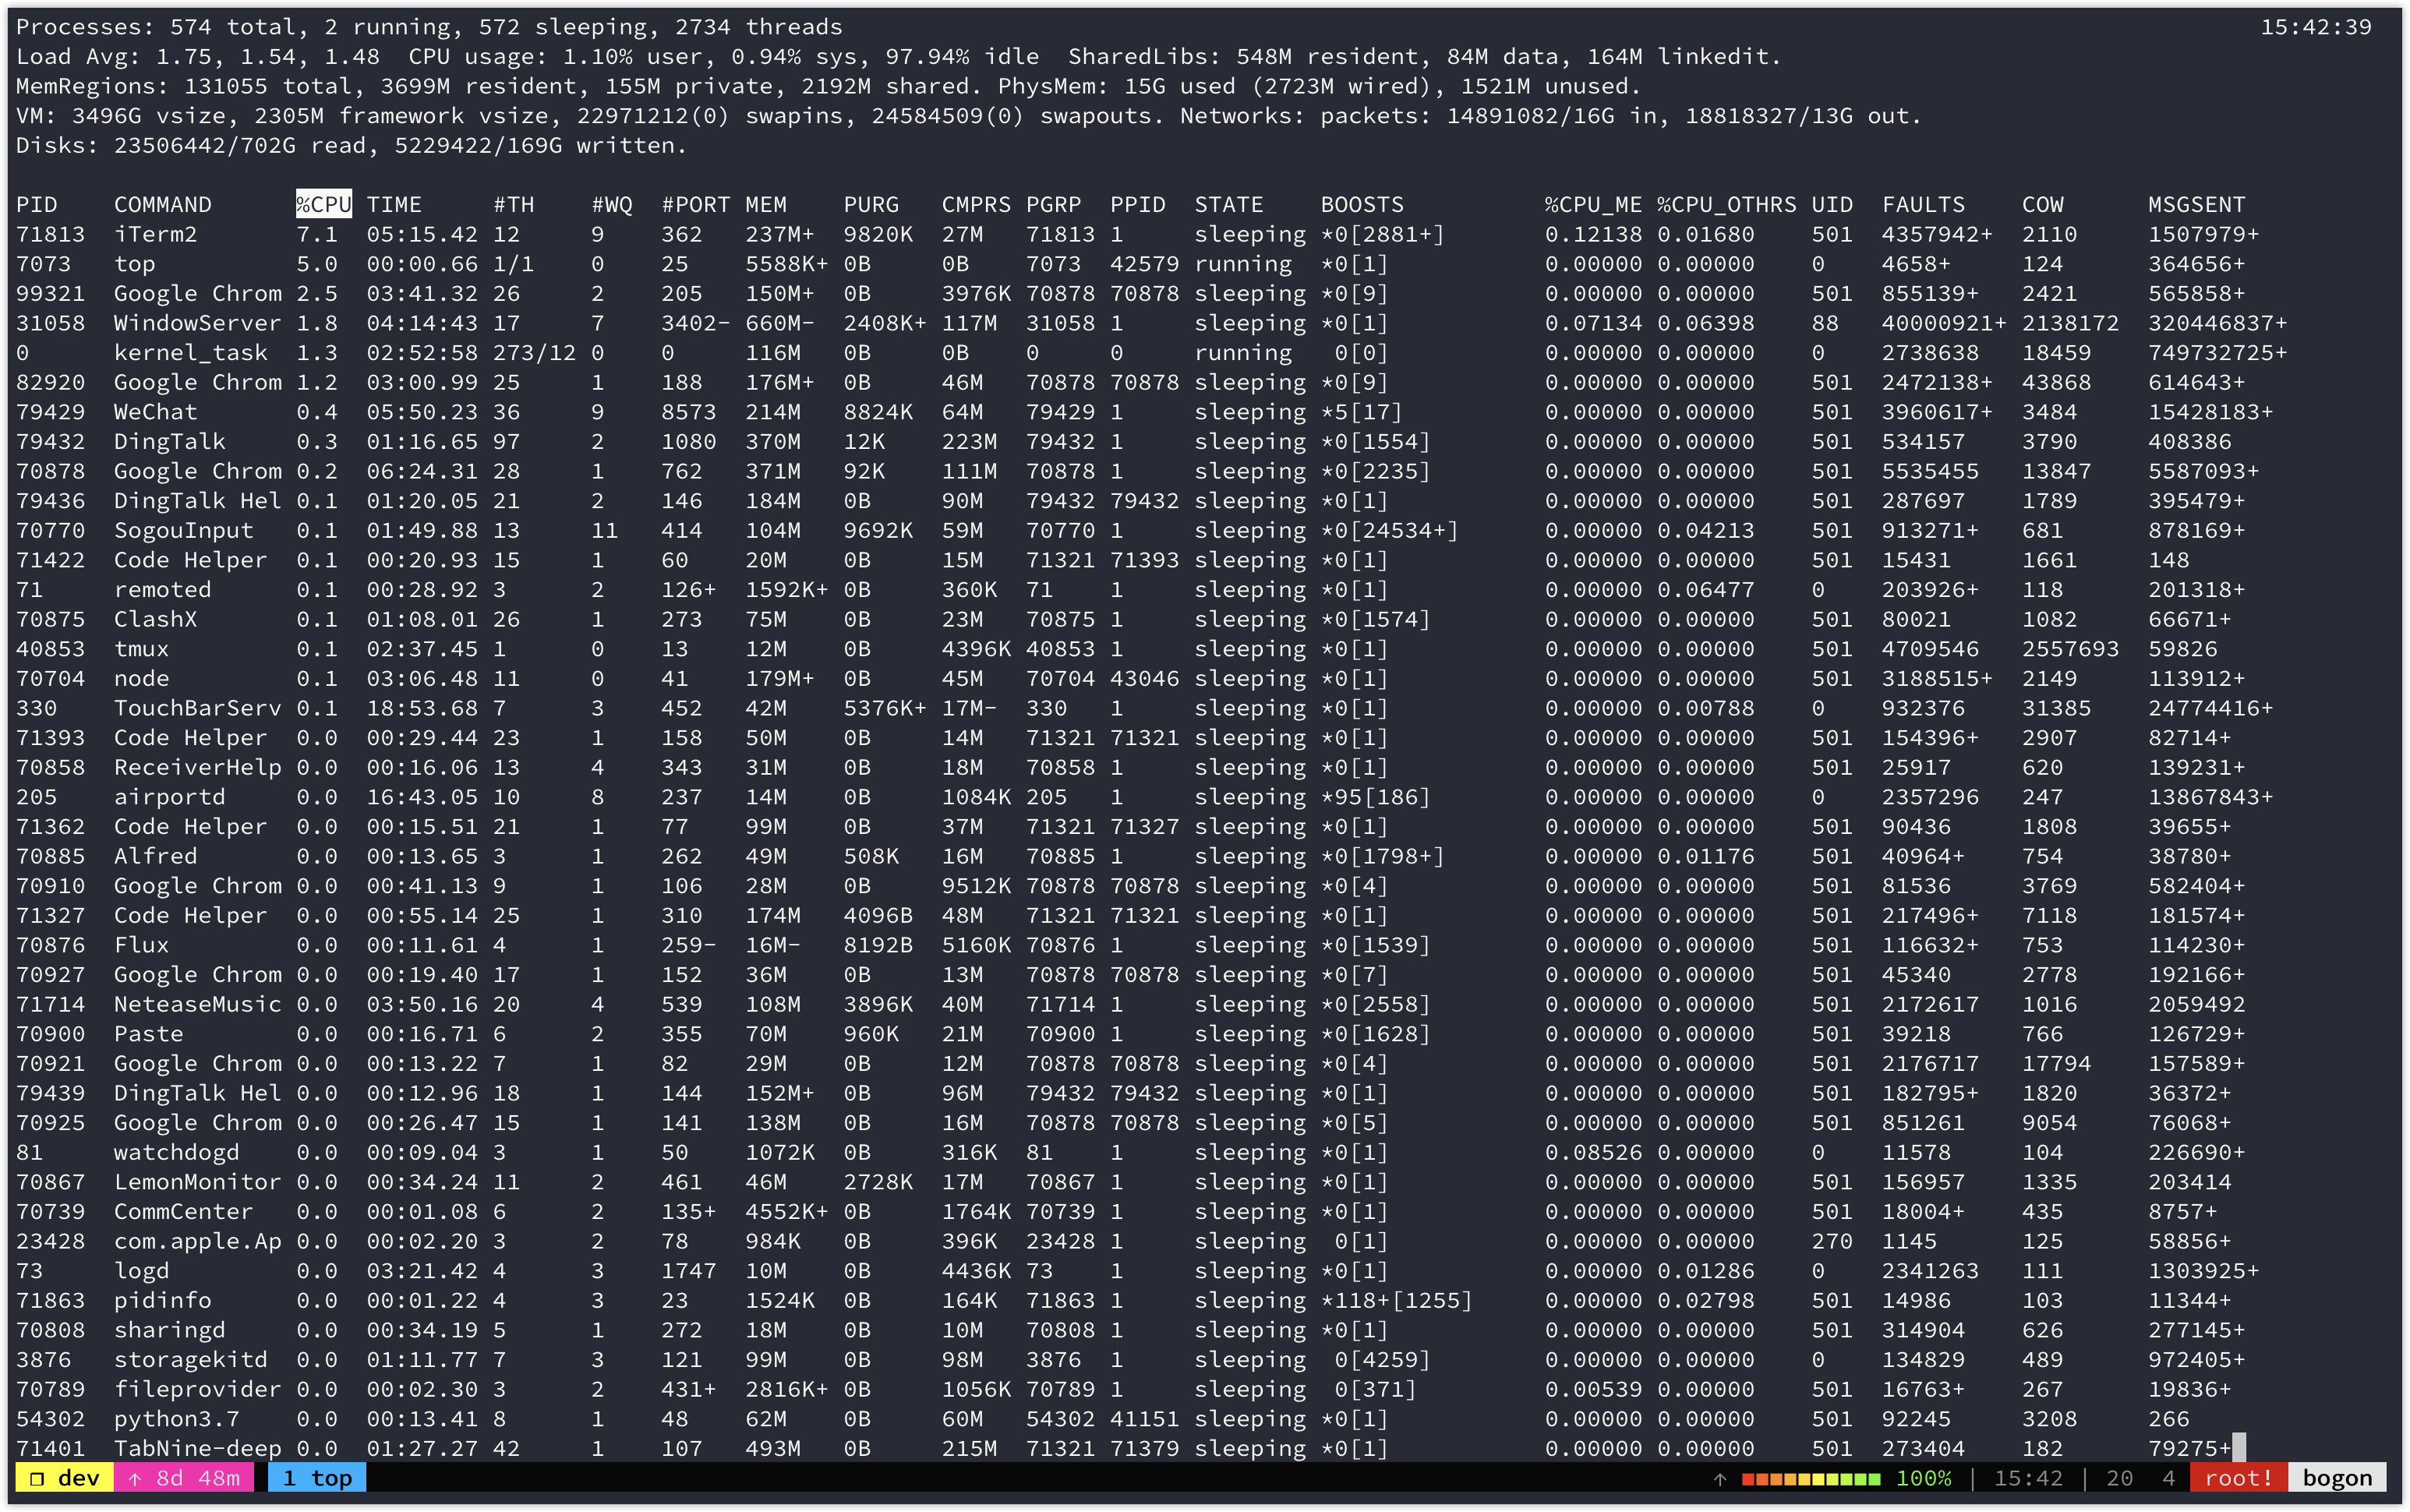 Processes: 574 total, 2 running, 572 sleeping, 2734 threads 15:42:39
Load Avg: 1.75, 1.54, 1.48  CPU usage: 1.10% user, 0.94% sys, 97.94% idle  SharedLibs: 548M resident, 84M data, 164M linkedit.
MemRegions: 131055 total, 3699M resident, 155M private, 2192M shared. PhysMem: 15G used (2723M wired), 1521M unused.
VM: 3496G vsize, 2305M framework vsize, 22971212(0) swapins, 24584509(0) swapouts. Networks: packets: 14891082/16G in, 18818327/13G out.
Disks: 23506442/702G read, 5229422/169G written.
PID COMMAND %CPU TIME #TH #WQ #PORT MEM PURG CMPRS PGRP PPID STATE BOOSTS %CPU_ME %CPU_OTHRS UID FAULTS COW MSGSENT
71813 iTerm2 7.1 05:15.42 12 9 362 237M+ 9820K 27M 71813 1 sleeping *0[2881+] 0.12138 0.01680 501 4357942+ 2110 1507979+
7073 top 5.0 00:00.66 1/1 0 25 5588K+ 0B 0B 7073 42579 running *0[1] 0.00000 0.00000 0 4658+ 124 364656+
99321 Google Chrom 2.5 03:41.32 26 2 205 150M+ 0B 3976K 70878 70878 sleeping *0[9] 0.00000 0.00000 501 855139+ 2421 565858+
31058 WindowServer 1.8 04:14:43 17 7 3402- 660M- 2408K+ 117M 31058 1 sleeping *0[1] 0.07134 0.06398 88 40000921+ 2138172 320446837+
0 kernel_task 1.3 02:52:58 273/12 0 0 116M 0B 0B 0 0 running 0[0] 0.00000 0.00000 0 2738638 18459 749732725+
82920 Google Chrom 1.2 03:00.99 25 1 188 176M+ 0B 46M 70878 70878 sleeping *0[9] 0.00000 0.00000 501 2472138+ 43868 614643+
79429 WeChat 0.4 05:50.23 36 9 8573 214M 8824K 64M 79429 1 sleeping *5[17] 0.00000 0.00000 501 3960617+ 3484 15428183+
79432 DingTalk 0.3 01:16.65 97 2 1080 370M 12K 223M 79432 1 sleeping *0[1554] 0.00000 0.00000 501 534157 3790 408386
70878 Google Chrom 0.2 06:24.31 28 1 762 371M 92K 111M 70878 1 sleeping *0[2235] 0.00000 0.00000 501 5535455 13847 5587093+
79436 DingTalk Hel 0.1 01:20.05 21 2 146 184M 0B 90M 79432 79432 sleeping *0[1] 0.00000 0.00000 501 287697 1789 395479+
70770 SogouInput 0.1 01:49.88 13 11 414 104M 9692K 59M 70770 1 sleeping *0[24534+] 0.00000 0.04213 501 913271+ 681 878169+
71422 Code Helper 0.1 00:20.93 15 1 60 20M 0B 15M 71321 71393 sleeping *0[1] 0.00000 0.00000 501 15431 1661 148
71 remoted 0.1 00:28.92 3 2 126+ 1592K+ 0B 360K 71 1 sleeping *0[1] 0.00000 0.06477 0 203926+ 118 201318+
70875 ClashX 0.1 01:08.01 26 1 273 75M 0B 23M 70875 1 sleeping *0[1574] 0.00000 0.00000 501 80021 1082 66671+
40853 tmux 0.1 02:37.45 1 0 13 12M 0B 4396K 40853 1 sleeping *0[1] 0.00000 0.00000 501 4709546 2557693 59826
70704 node 0.1 03:06.48 11 0 41 179M+ 0B 45M 70704 43046 sleeping *0[1] 0.00000 0.00000 501 3188515+ 2149 113912+
330 TouchBarServ 0.1 18:53.68 7 3 452 42M 5376K+ 17M- 330 1 sleeping *0[1] 0.00000 0.00788 0 932376 31385 24774416+
71393 Code Helper 0.0 00:29.44 23 1 158 50M 0B 14M 71321 71321 sleeping *0[1] 0.00000 0.00000 501 154396+ 2907 82714+
70858 ReceiverHelp 0.0 00:16.06 13 4 343 31M 0B 18M 70858 1 sleeping *0[1] 0.00000 0.00000 501 25917 620 139231+
205 airportd 0.0 16:43.05 10 8 237 14M 0B 1084K 205 1 sleeping *95[186] 0.00000 0.00000 0 2357296 247 13867843+
71362 Code Helper 0.0 00:15.51 21 1 77 99M 0B 37M 71321 71327 sleeping *0[1] 0.00000 0.00000 501 90436 1808 39655+
70885 Alfred 0.0 00:13.65 3 1 262 49M 508K 16M 70885 1 sleeping *0[1798+] 0.00000 0.01176 501 40964+ 754 38780+
70910 Google Chrom 0.0 00:41.13 9 1 106 28M 0B 9512K 70878 70878 sleeping *0[4] 0.00000 0.00000 501 81536 3769 582404+
71327 Code Helper 0.0 00:55.14 25 1 310 174M 4096B 48M 71321 71321 sleeping *0[1] 0.00000 0.00000 501 217496+ 7118 181574+
70876 Flux 0.0 00:11.61 4 1 259- 16M- 8192B 5160K 70876 1 sleeping *0[1539] 0.00000 0.00000 501 116632+ 753 114230+
70927 Google Chrom 0.0 00:19.40 17 1 152 36M 0B 13M 70878 70878 sleeping *0[7] 0.00000 0.00000 501 45340 2778 192166+
71714 NeteaseMusic 0.0 03:50.16 20 4 539 108M 3896K 40M 71714 1 sleeping *0[2558] 0.00000 0.00000 501 2172617 1016 2059492
70900 Paste 0.0 00:16.71 6 2 355 70M 960K 21M 70900 1 sleeping *0[1628] 0.00000 0.00000 501 39218 766 126729+
70921 Google Chrom 0.0 00:13.22 7 1 82 29M 0B 12M 70878 70878 sleeping *0[4] 0.00000 0.00000 501 2176717 17794 157589+
79439 DingTalk Hel 0.0 00:12.96 18 1 144 152M+ 0B 96M 79432 79432 sleeping *0[1] 0.00000 0.00000 501 182795+ 1820 36372+
70925 Google Chrom 0.0 00:26.47 15 1 141 138M 0B 16M 70878 70878 sleeping *0[5] 0.00000 0.00000 501 851261 9054 76068+
81 watchdogd 0.0 00:09.04 3 1 50 1072K 0B 316K 81 1 sleeping *0[1] 0.08526 0.00000 0 11578 104 226690+
70867 LemonMonitor 0.0 00:34.24 11 2 461 46M 2728K 17M 70867 1 sleeping *0[1] 0.00000 0.00000 501 156957 1335 203414
70739 CommCenter 0.0 00:01.08 6 2 135+ 4552K+ 0B 1764K 70739 1 sleeping *0[1] 0.00000 0.00000 501 18004+ 435 8757+
23428 com.apple.Ap 0.0 00:02.20 3 2 78 984K 0B 396K 23428 1 sleeping 0[1] 0.00000 0.00000 270 1145 125 58856+
73 logd 0.0 03:21.42 4 3 1747 10M 0B 4436K 73 1 sleeping *0[1] 0.00000 0.01286 0 2341263 111 1303925+
71863 pidinfo 0.0 00:01.22 4 3 23 1524K 0B 164K 71863 1 sleeping *118+[1255] 0.00000 0.02798 501 14986 103 11344+
70808 sharingd 0.0 00:34.19 5 1 272 18M 0B 10M 70808 1 sleeping *0[1] 0.00000 0.00000 501 314904 626 277145+
3876 storagekitd 0.0 01:11.77 7 3 121 99M 0B 98M 3876 1 sleeping 0[4259] 0.00000 0.00000 0 134829 489 972405+
70789 fileprovider 0.0 00:02.30 3 2 431+ 2816K+ 0B 1056K 70789 1 sleeping 0[371] 0.00539 0.00000 501 16763+ 267 19836+
54302 python3.7 0.0 00:13.41 8 1 48 62M 0B 60M 54302 41151 sleeping *0[1] 0.00000 0.00000 501 92245 3208 266
71401 TabNine-deep 0.0 01:27.27 42 1 107 493M 0B 215M 71321 71379 sleeping *0[1] 0.00000 0.00000 501 273404 182 79275+
❐ dev ↑ 8d 48m 1 top ↑ 100% | 15:42 | 20 4 root! bogon